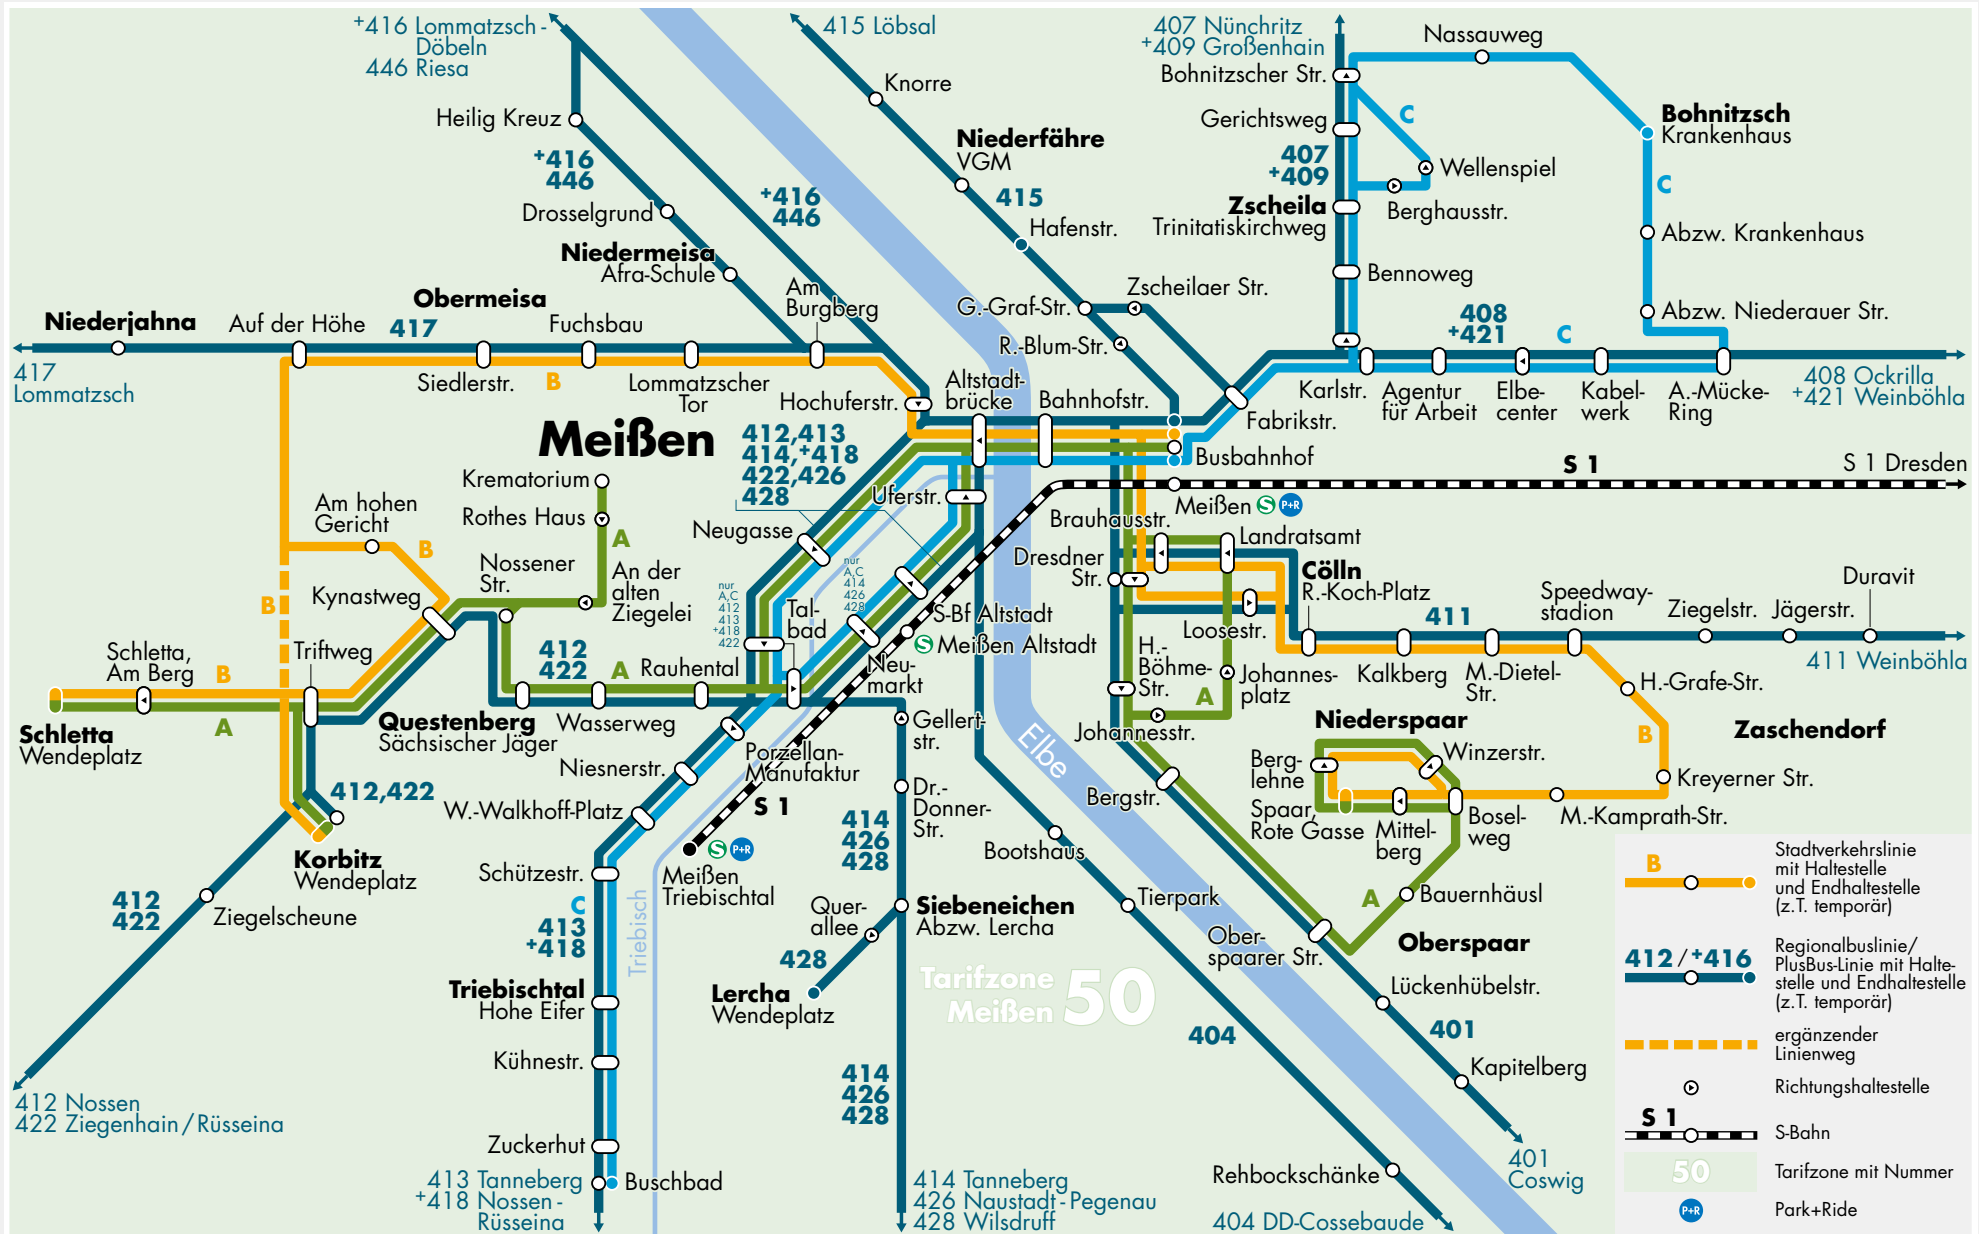 +416 Lommatzsch -
Döbeln
446 Riesa
415 Löbsal
407 Nünchritz
+409 Großenhain
Bohnitzscher Str.
Nassauweg
Knorre
Heilig Kreuz
Gerichtsweg
C
Bohnitzsch
Krankenhaus
Niederfähre
VGM
+416
446
407
+409
Wellenspiel
C
+416
446
415
Drosselgrund
Zscheila
Trinitatiskirchweg
Berghausstr.
Hafenstr.
Abzw. Krankenhaus
Niedermeisa
Afra-Schule
Bennoweg
Am
Burgberg
Zscheilaer Str.
G.-Graf-Str.
Obermeisa
Niederjahna
Auf der Höhe
417
Fuchsbau
408
+421
C
Abzw. Niederauer Str.
R.-Blum-Str.
417
Lommatzsch
Siedlerstr.
B
Lommatzscher
Tor
Hochuferstr.
Altstadt-
brücke
Bahnhofstr.
Karlstr.
Agentur
für Arbeit
Elbe-
center
Kabel-
werk
A.-Mücke-
Ring
408 Ockrilla
+421 Weinböhla
Fabrikstr.
Meißen
412,413
414,+418
422,426
428
Busbahnhof
S 1
S 1 Dresden
Krematorium
Rothes Haus
A
Uferstr.
Meißen
S
P+R
Am hohen
Gericht
B
Neugasse
Brauhausstr.
Landratsamt
Dresdner
Str.
Nossener
Str.
An der
alten
Ziegelei
Kynastweg
B
nur
A,C
412
413
+418
422
nur
A,C
414
426
428
Tal-
bad
S-Bf Altstadt
S Meißen Altstadt
Cölln
R.-Koch-Platz
411
Speedway-
stadion
Ziegelstr.
Jägerstr.
Duravit
Loosestr.
411 Weinböhla
Schletta,
Am Berg
B
Triftweg
412
422
A
Rauhental
Neu-
markt
H.-
Böhme-
Str.
A
Johannes-
platz
Kalkberg
M.-Dietel-
Str.
H.-Grafe-Str.
A
Schletta
Wendeplatz
Questenberg
Sächsischer Jäger
Wasserweg
Gellert-
str.
Johannesstr.
Niederspaar
Zaschendorf
B
Elbe
Porzellan-
Manufaktur
Niesnerstr.
Berg-
lehne
Winzerstr.
Kreyerner Str.
412,422
W.-Walkhoff-Platz
S 1
Dr.-
Donner-
Str.
Bergstr.
Spaar,
Rote Gasse
Mittel-
berg
Bosel-
weg
M.-Kamprath-Str.
414
426
428
Korbitz
Wendeplatz
Schützestr.
S
P+R
Meißen
Triebischtal
Bootshaus
412
422
Ziegelscheune
C
413
+418
Triebisch
Quer-
allee
Siebeneichen
Abzw. Lercha
Tierpark
A
Bauernhäusl
Ober-
spaarer Str.
Oberspaar
428
Triebischtal
Hohe Eifer
Lercha
Wendeplatz
Tarifzone
Meißen
50
Lückenhübelstr.
404
401
Kühnestr.
414
426
428
Kapitelberg
412 Nossen
422 Ziegenhain / Rüsseina
Zuckerhut
Buschbad
413 Tanneberg
+418 Nossen -
Rüsseina
414 Tanneberg
426 Naustadt - Pegenau
428 Wilsdruff
Rehbockschänke
404 DD-Cossebaude
401
Coswig
B
Stadtverkehrslinie
mit Haltestelle
und Endhaltestelle
(z.T. temporär)
412 / +416
Regionalbuslinie/
PlusBus-Linie mit Halte-
stelle und Endhaltestelle
(z.T. temporär)
ergänzender
Linienweg
Richtungshaltestelle
S 1
S-Bahn
50
Tarifzone mit Nummer
P+R
Park+Ride